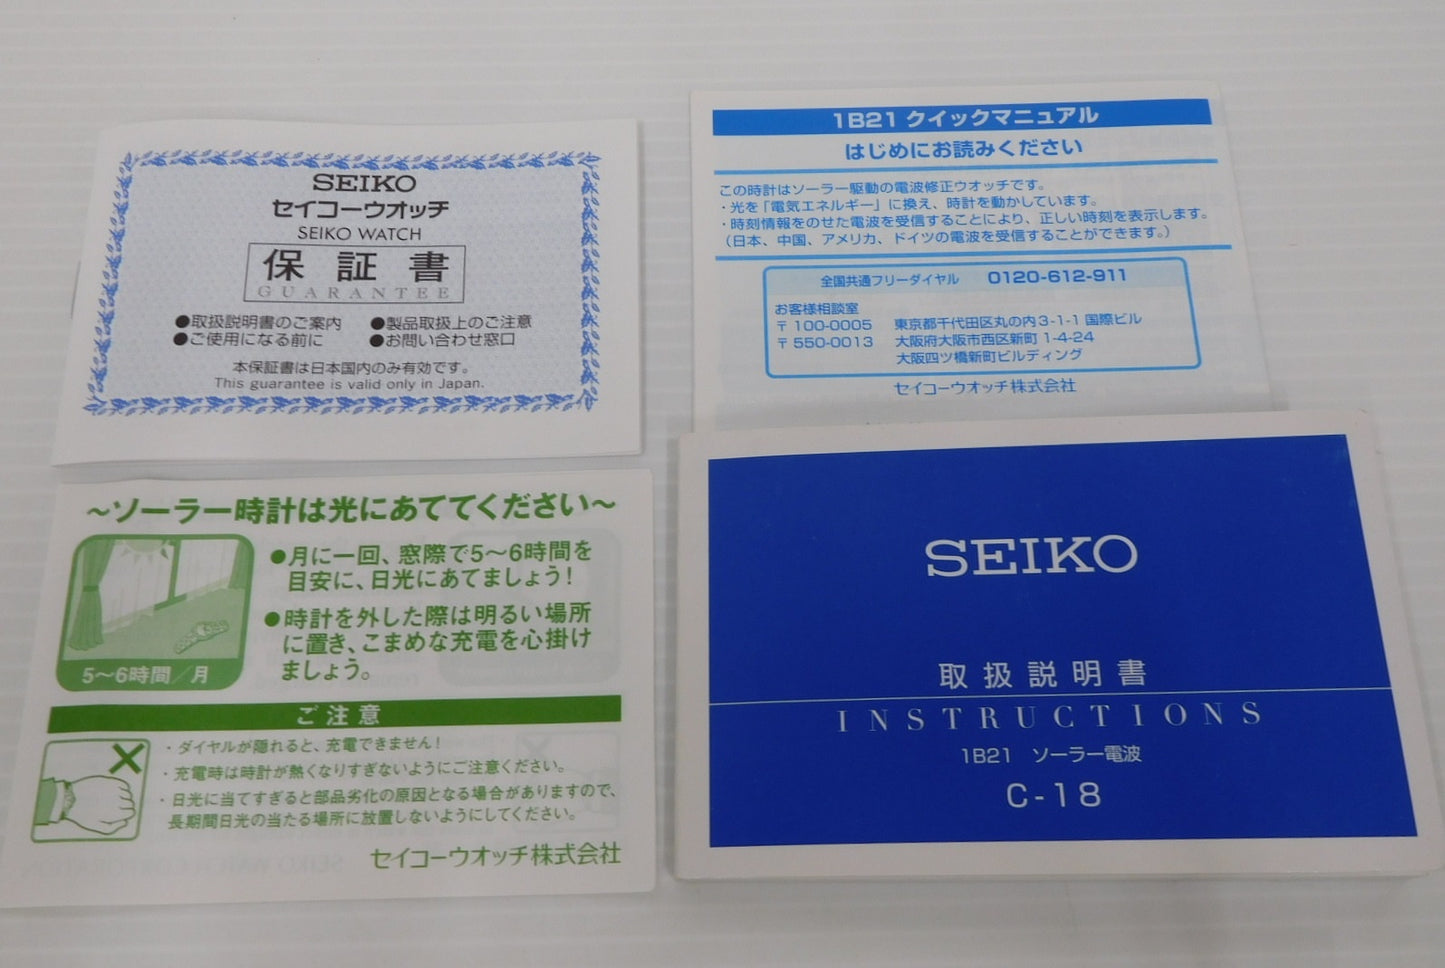 SEIKO
セイコーウオッチ
SEIKO WATCH
保証書
GUARANTEE
●取扱説明書のご案内 ●製品取扱上のご注意
●ご使用になる前に ●お問い合わせ窓口
本保証書は日本国内のみ有効です。
This guarantee is valid only in Japan.
1B21 クイックマニュアル
はじめにお読みください
この時計はソーラー駆動の電波修正ウオッチです。
・光を「電気エネルギー」に換え、時計を動かしています。
・時刻情報をのせた電波を受信することにより、正しい時刻を表示します。
（日本、中国、アメリカ、ドイツの電波を受信することができます。）
全国共通フリーダイヤル 0120-612-911
お客様相談室
〒100-0005 東京都千代田区丸の内3-1-1 国際ビル
〒550-0013 大阪府大阪市西区新町 1-4-24
大阪四ツ橋新町ビルディング
セイコーウオッチ株式会社
～ソーラー時計は光にあててください～
●月に一回、窓際で5～6時間を
目安に、日光にあてましょう！
●時計を外した際は明るい場所
に置き、こまめな充電を心掛け
ましょう。
5～6時間／月
ご注意
・ダイヤルが隠れると、充電できません！
・充電時は時計が熱くなりすぎないようにご注意ください。
・日光に当てすぎると部品劣化の原因となる場合がありますので、
長期間日光の当たる場所に放置しないようにしてください。
セイコーウオッチ株式会社
SEIKO
取扱説明書
INSTRUCTIONS
1B21 ソーラー電波
C-18